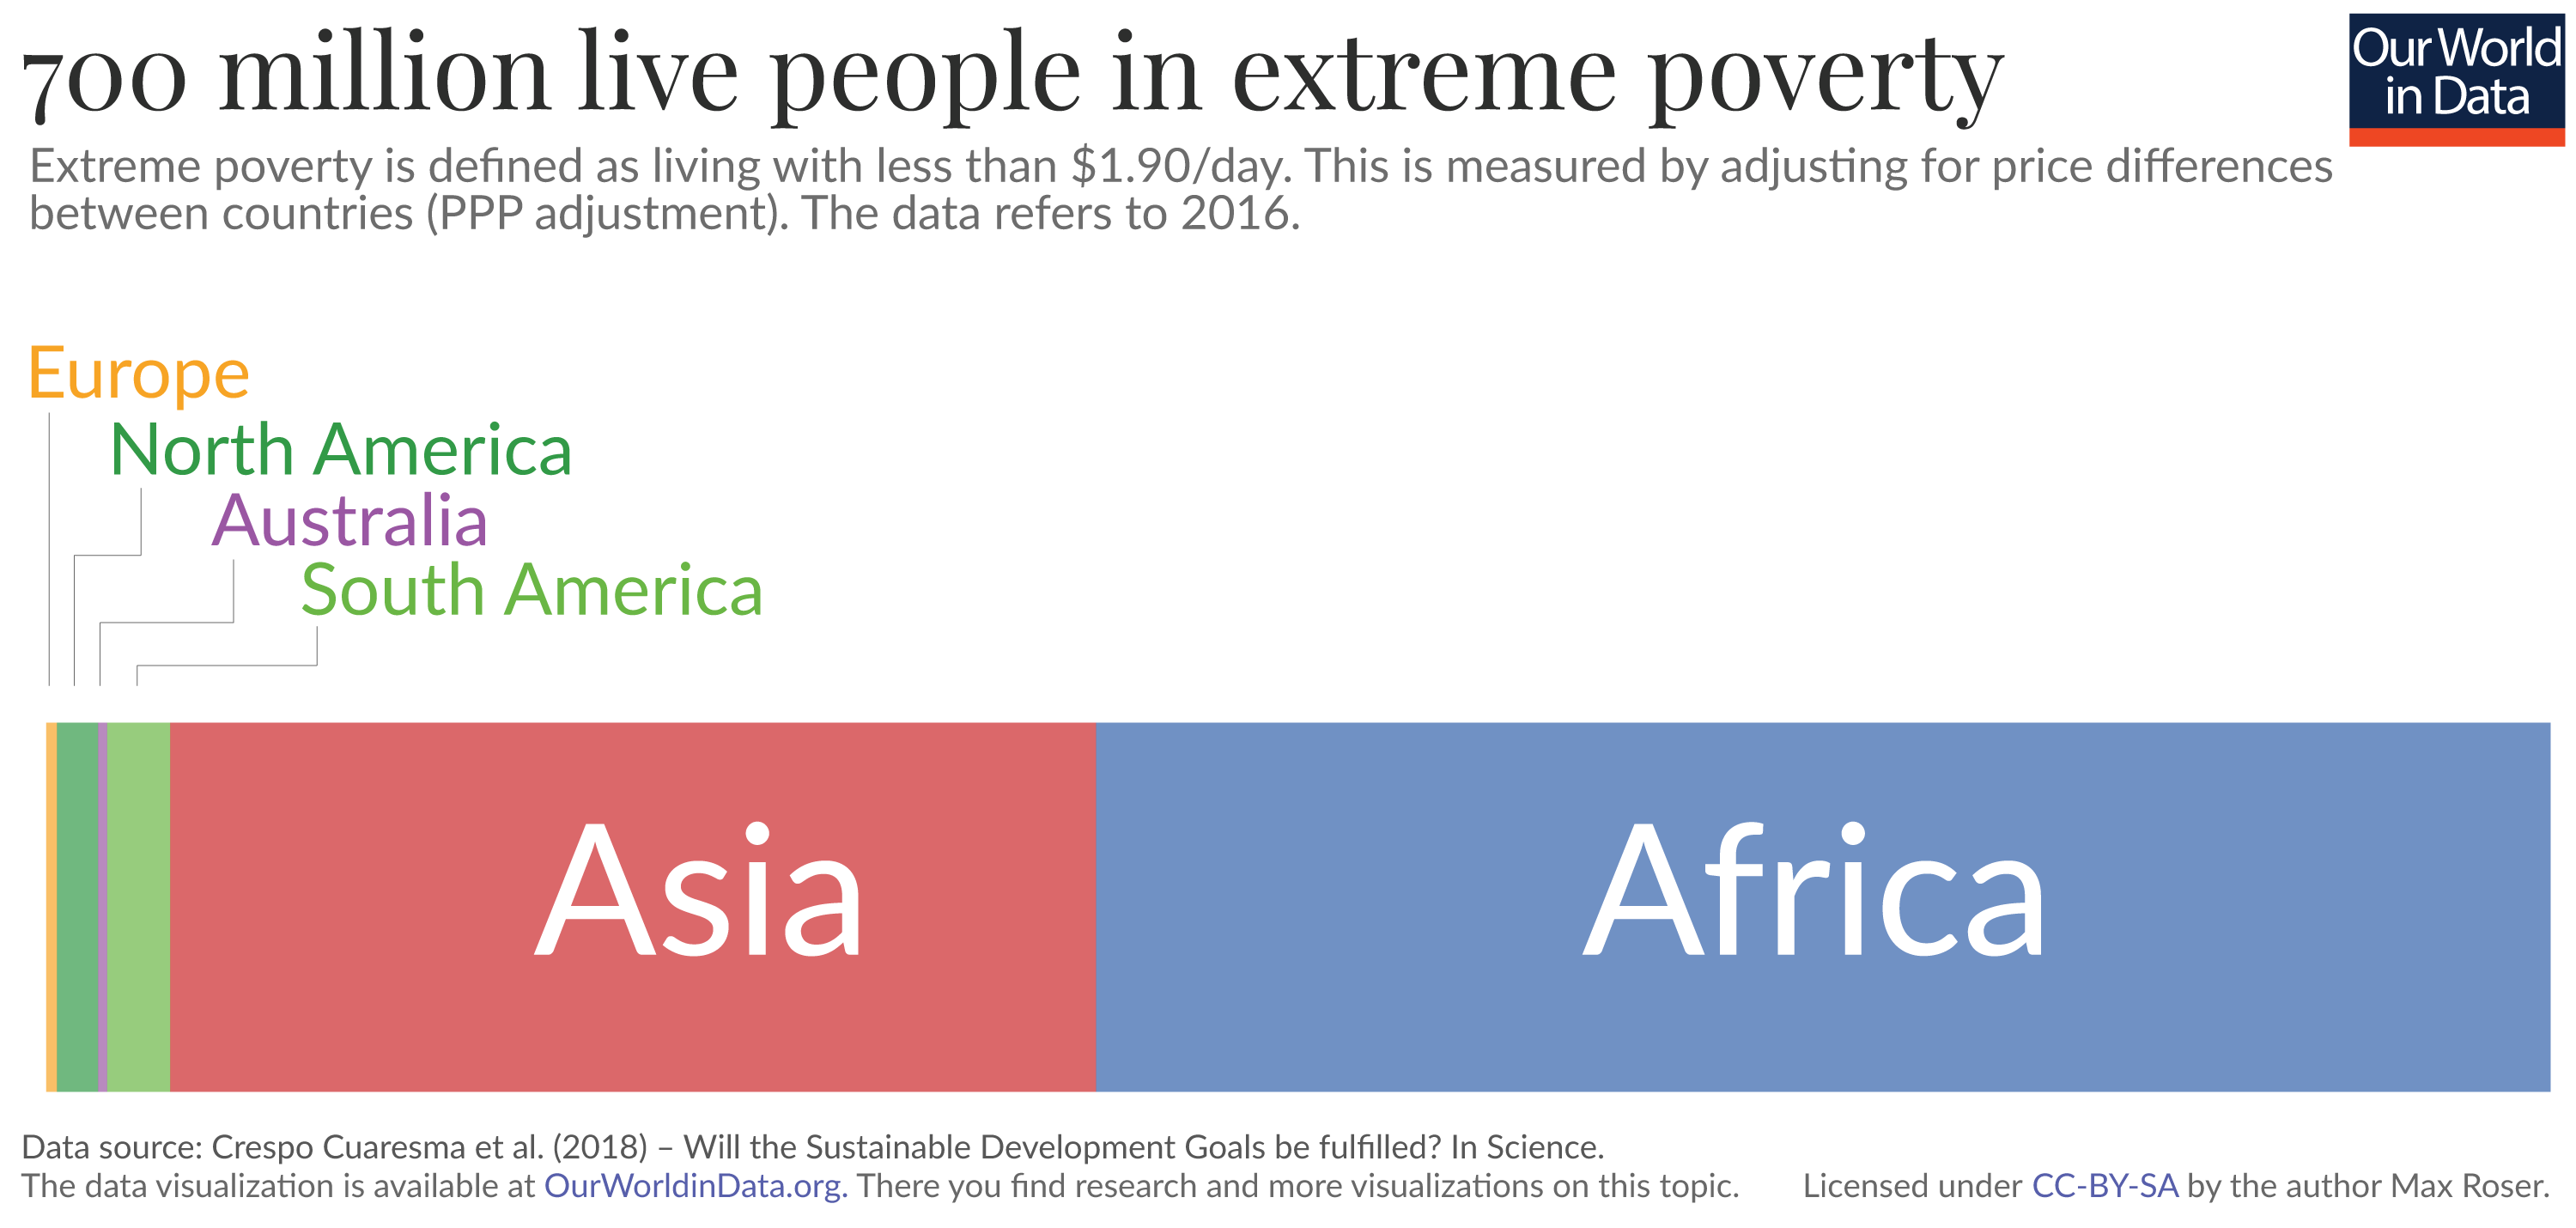 700 million live people in extreme poverty
Our World
in Data
Extreme poverty is defined as living with less than $1.90/day. This is measured by adjusting for price differences
between countries (PPP adjustment). The data refers to 2016.
Europe
North America
Australia
South America
Asia
Africa
Data source: Crespo Cuaresma et al. (2018) – Will the Sustainable Development Goals be fulfilled? In Science.
The data visualization is available at OurWorldinData.org. There you find research and more visualizations on this topic.
Licensed under CC-BY-SA by the author Max Roser.